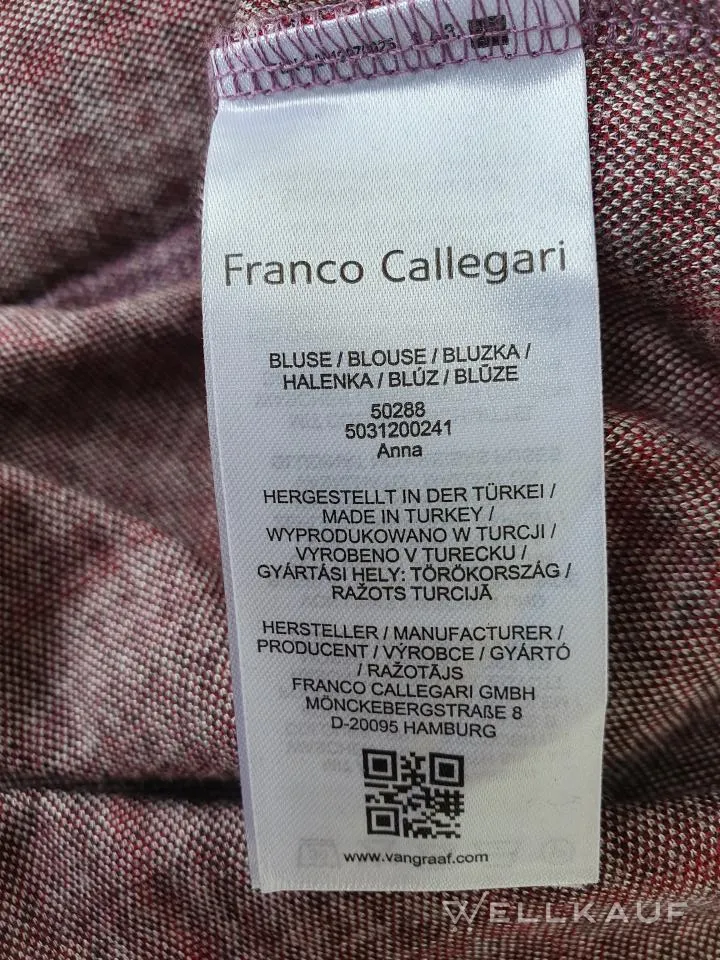 Franco Callegari
BLUSE / BLOUSE / BLUZKA /
HALENKA / BLÚZ / BLŪZE
50288
5031200241
Anna
HERGESTELLT IN DER TÜRKEI /
MADE IN TURKEY /
WYPRODUKOWANO W TURCJI /
VYROBENO V TURECKU /
GYÁRTÁSI HELY: TÖRÖKORSZÁG /
RAŽOTS TURCIJĀ
HERSTELLER / MANUFACTURER /
PRODUCENT / VÝROBCE / GYÁRTÓ
/ RAŽOTĀJS
FRANCO CALLEGARI GMBH
MÖNCKEBERGSTRAßE 8
D-20095 HAMBURG
www.vangraaf.com
WELLKAUF